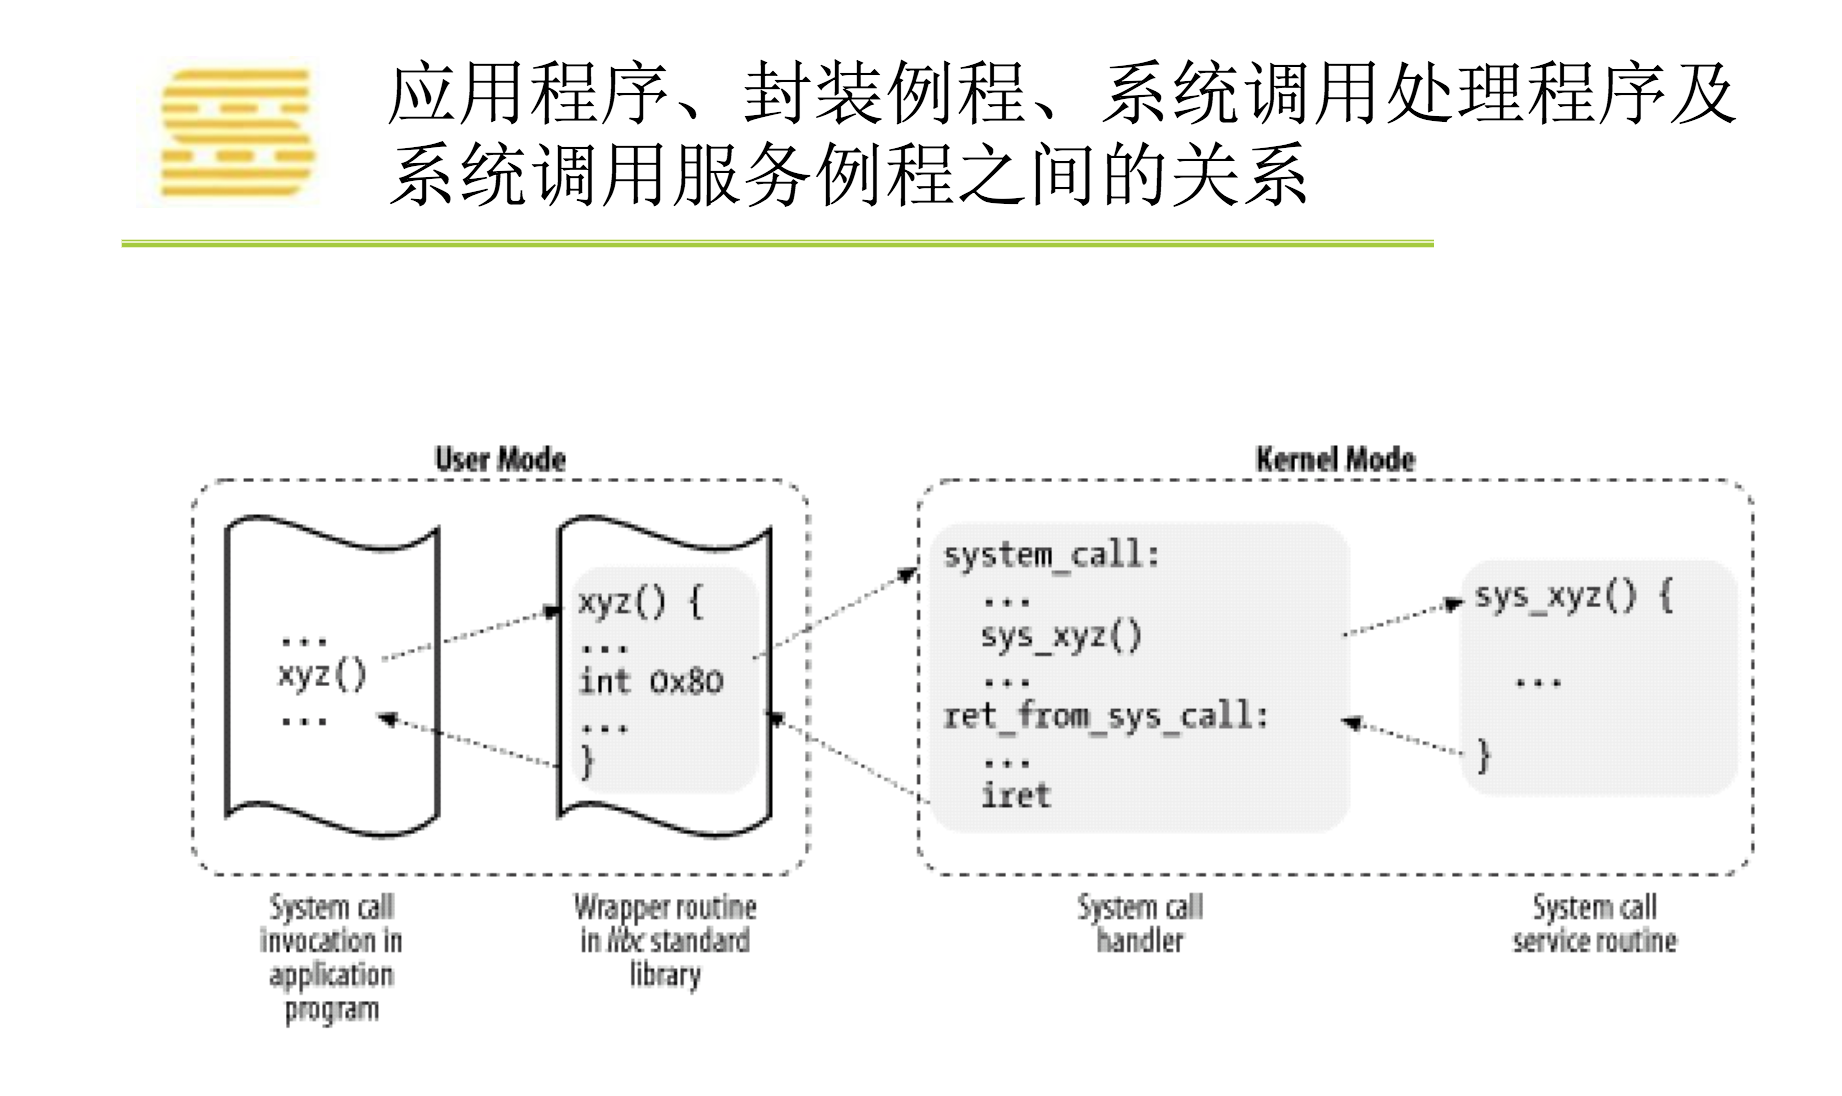 应用程序、封装例程、系统调用处理程序及
系统调用服务例程之间的关系
User Mode
Kernel Mode
...
xyz()
...
xyz() {
...
int 0x80
...
}
system_call:
...
sys_xyz()
...
ret_from_sys_call:
...
iret
sys_xyz() {
...
}
System call
invocation in
application
program
Wrapper routine
in libc standard
library
System call
handler
System call
service routine